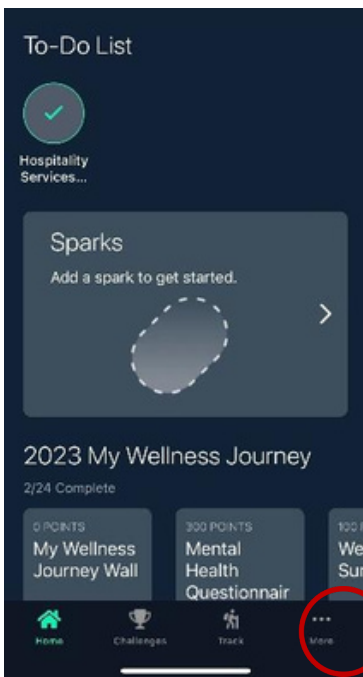 To-Do List
Hospitality
Services...
Sparks
Add a spark to get started.
2023 My Wellness Journey
2/24 Complete
0 POINTS
My Wellness
Journey Wall
300 POINTS
Mental
Health
Questionnair
100 P
We
Sur
Home
Challenges
Track
More